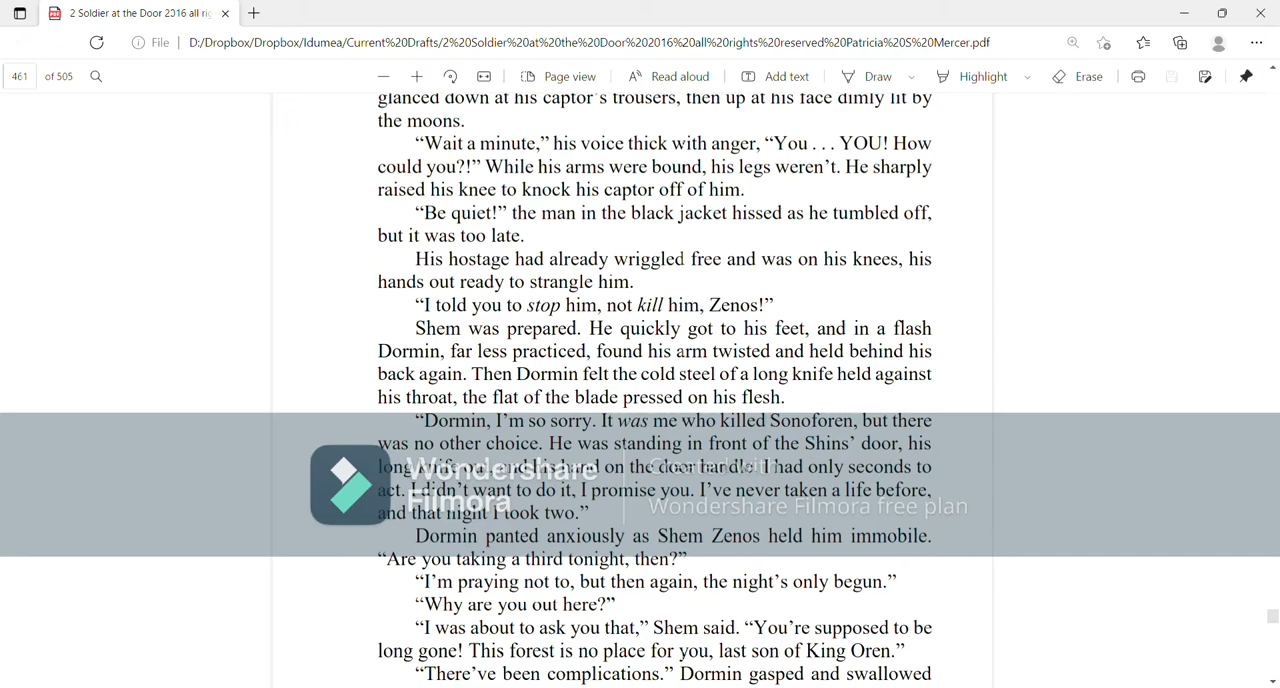 2 Soldier at the Door 2016 all ri
File
D:/Dropbox/Dropbox/Idumea/Current%20Drafts/2%20Soldier%20at%20the%20Door%202016%20all%20rights%20reserved%20Patricia%20S%20Mercer.pdf
461 of 505
Page view
Read aloud
Add text
Draw
Highlight
Erase
glanced down at his captor's trousers, then up at his face dimly lit by
the moons.
“Wait a minute,” his voice thick with anger, “You . . . YOU! How
could you?!” While his arms were bound, his legs weren’t. He sharply
raised his knee to knock his captor off of him.
“Be quiet!” the man in the black jacket hissed as he tumbled off,
but it was too late.
His hostage had already wriggled free and was on his knees, his
hands out ready to strangle him.
“I told you to stop him, not kill him, Zenos!”
Shem was prepared. He quickly got to his feet, and in a flash
Dormin, far less practiced, found his arm twisted and held behind his
back again. Then Dormin felt the cold steel of a long knife held against
his throat, the flat of the blade pressed on his flesh.
“Dormin, I’m so sorry. It was me who killed Sonoforen, but there
was no other choice. He was standing in front of the Shins’ door, his
long knife out, and his hand on the door handle. I had only seconds to
act. I didn’t want to do it, I promise you. I’ve never taken a life before,
and that night I took two.”
Wondershare
Filmora
Created with
Wondershare Filmora free plan
Dormin panted anxiously as Shem Zenos held him immobile.
“Are you taking a third tonight, then?”
“I’m praying not to, but then again, the night’s only begun.”
“Why are you out here?”
“I was about to ask you that,” Shem said. “You’re supposed to be
long gone! This forest is no place for you, last son of King Oren.”
“There’ve been complications.” Dormin gasped and swallowed